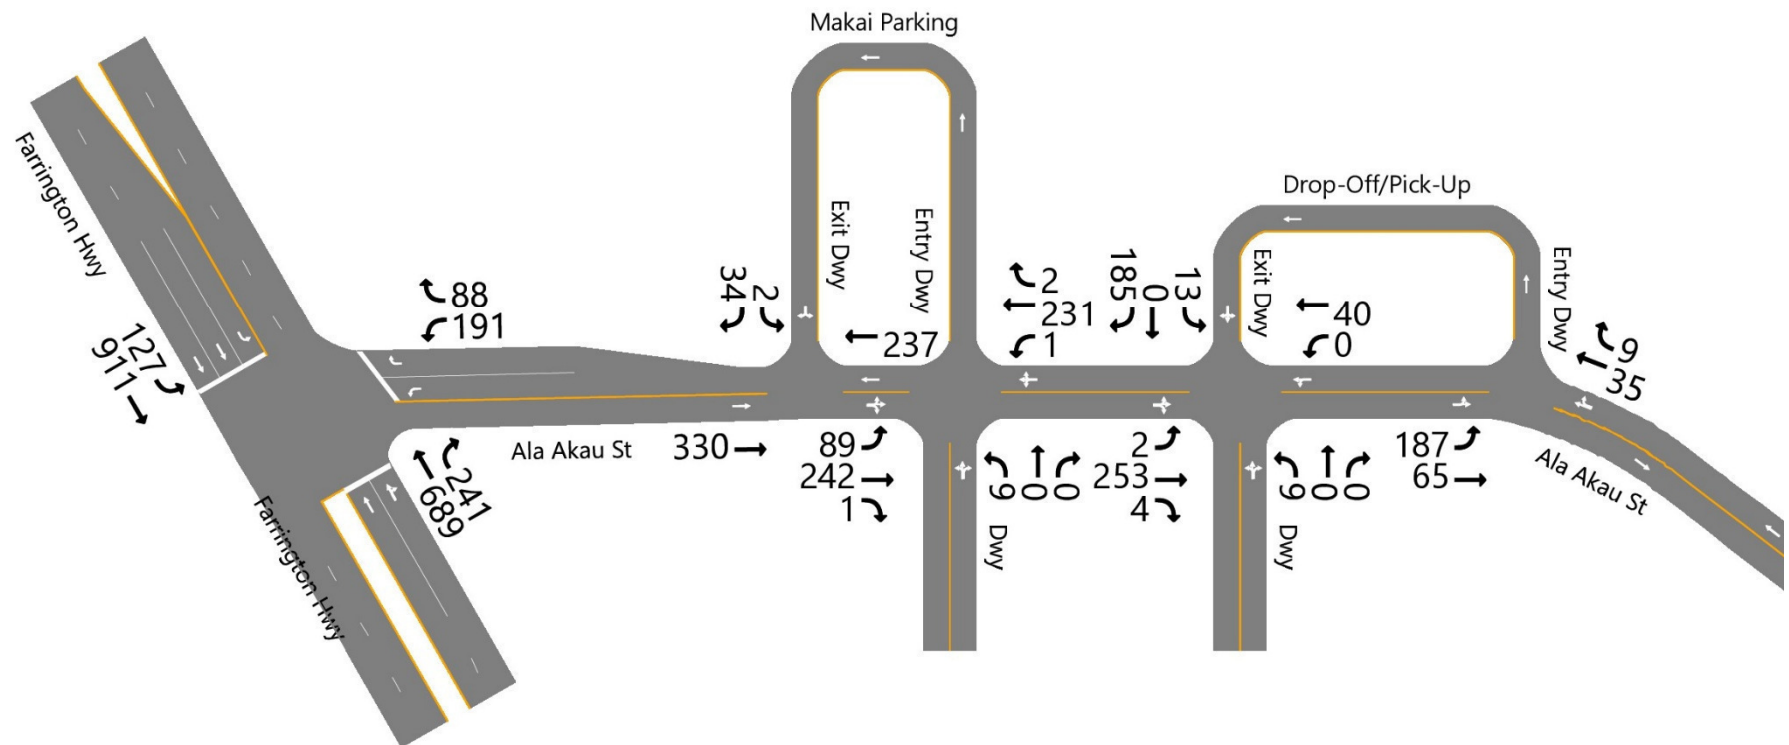 Makai Parking
Farrington Hwy
Drop-Off/Pick-Up
Exit Dwy
Entry Dwy
Exit Dwy
Entry Dwy
127
911
88
191
34
2
237
2
231
1
185
0
13
40
0
9
35
241
689
Ala Akau St
330
89
242
1
6
0
0
2
253
4
6
0
0
187
65
Ala Akau St
Farrington Hwy
Dwy
Dwy